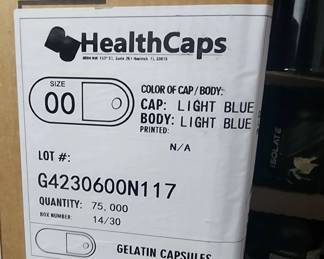 HealthCaps
SIZE
00
COLOR OF CAP/BODY:
CAP: LIGHT BLUE
BODY: LIGHT BLUE
PRINTED:
N/A
LOT #:
G4230600N117
QUANTITY: 75,000
BOX NUMBER: 14/30
GELATIN CAPSULES
ISOLATE